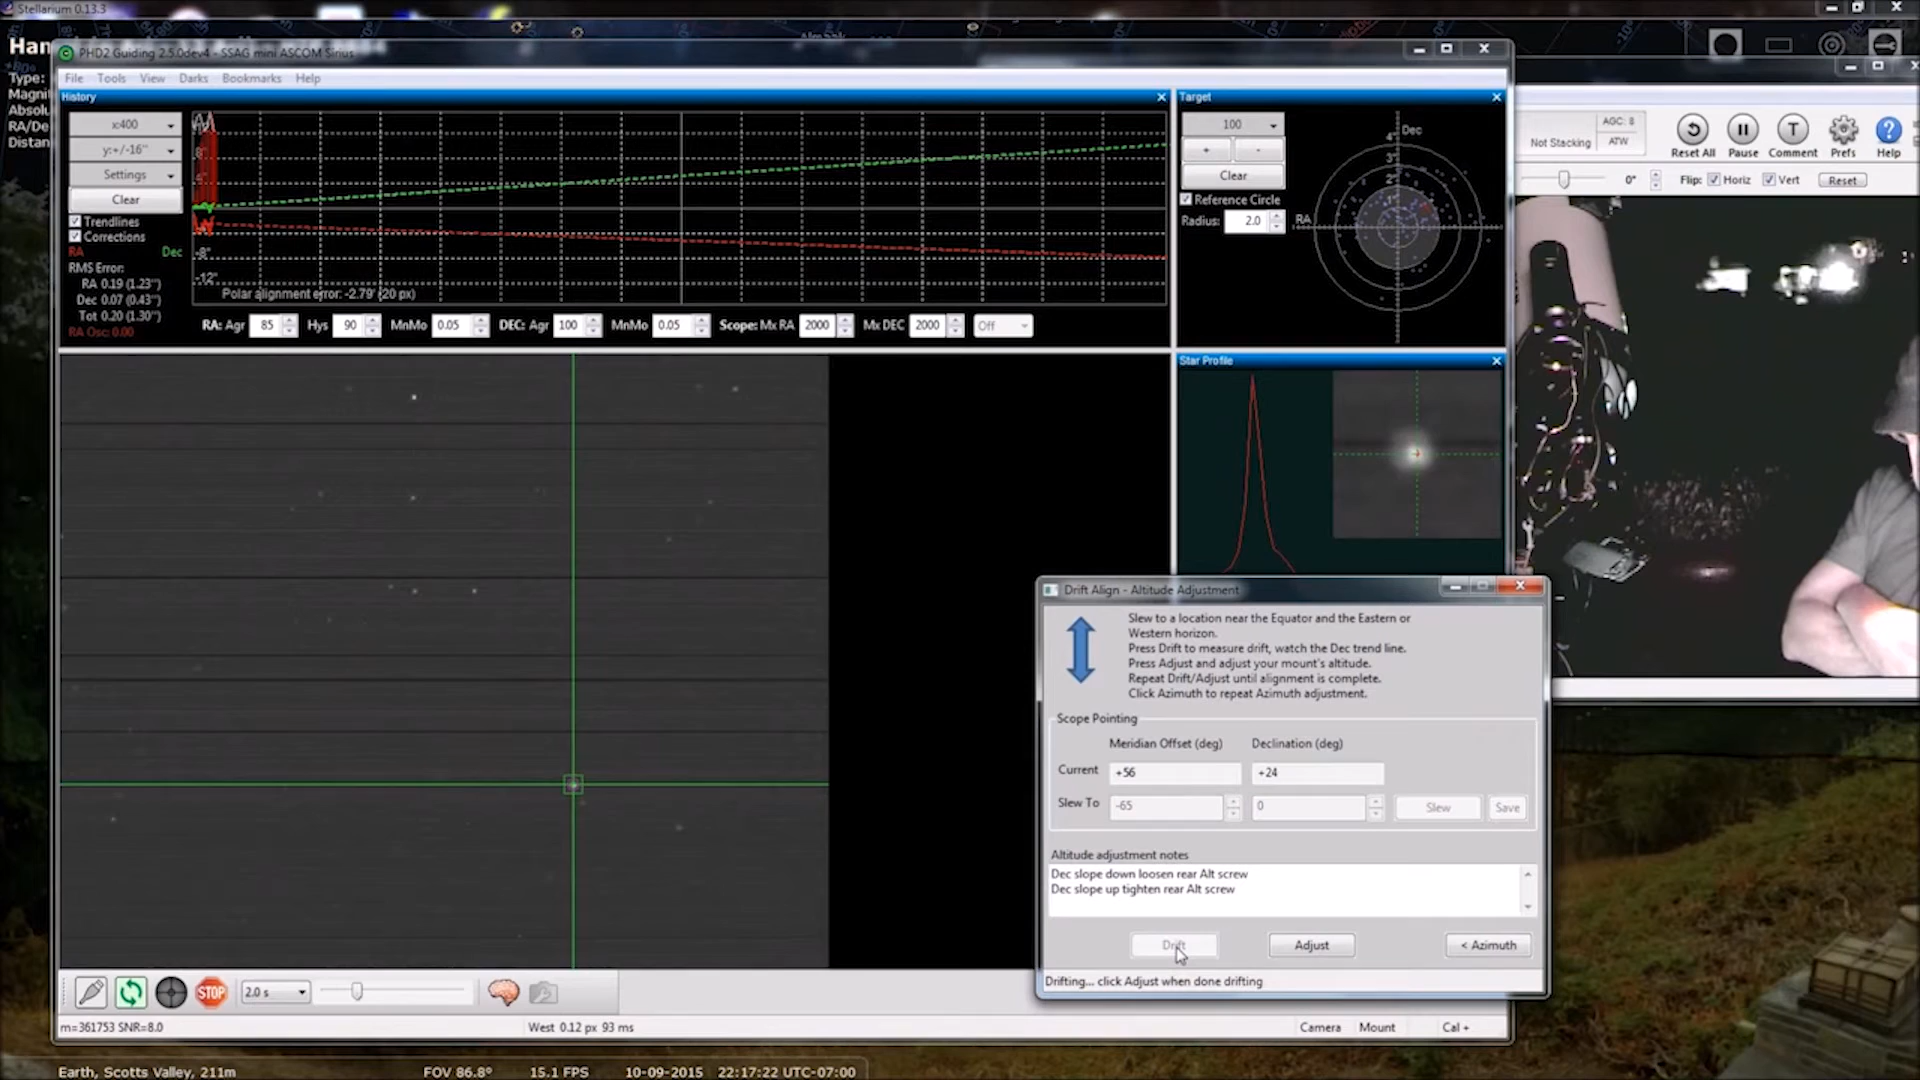 Stellarium 0.13.3
Han
Type:
Magnit
Absolu
RA/De
Distan
PHD2 Guiding 2.5.0dev4 - SSAG mini ASCOM Sirius
File Tools View Darks Bookmarks Help
History
x:400
y:+/-16"
Settings
Clear
Trendlines
Corrections
RA Dec
RMS Error:
RA 0.19 (1.23")
Dec 0.07 (0.43")
Tot 0.20 (1.30")
RA Osc: 0.00
-8"
-12"
Polar alignment error: -2.79' (20 px)
RA: Agr 85 Hys 90 MnMo 0.05 DEC: Agr 100 MnMo 0.05 Scope: Mx RA 2000 Mx DEC 2000 Off
Target
100
+ -
Clear
Reference Circle
Radius: 2.0
Dec
RA
Star Profile
Not Stacking
AGC: 8
ATW
Reset All Pause Comment Prefs Help
0° Flip: Horiz Vert Reset
Drift Align - Altitude Adjustment
Slew to a location near the Equator and the Eastern or
Western horizon.
Press Drift to measure drift, watch the Dec trend line.
Press Adjust and adjust your mount's altitude.
Repeat Drift/Adjust until alignment is complete.
Click Azimuth to repeat Azimuth adjustment.
Scope Pointing
Meridian Offset (deg) Declination (deg)
Current +56 +24
Slew To -65 0 Slew Save
Altitude adjustment notes
Dec slope down loosen rear Alt screw
Dec slope up tighten rear Alt screw
Drift Adjust < Azimuth
Drifting... click Adjust when done drifting
STOP
2.0 s
m=361753 SNR=8.0
West 0.12 px 93 ms
Camera Mount Cal +
Earth, Scotts Valley, 211m
FOV 86.8° 15.1 FPS 10-09-2015 22:17:22 UTC-07:00